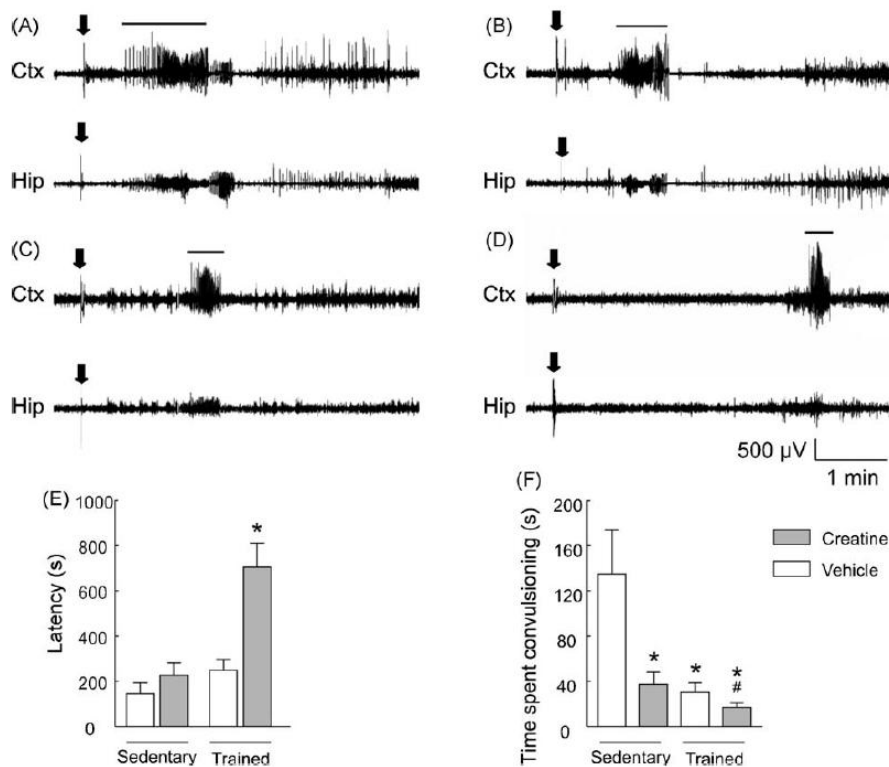 (A)
Ctx
Hip
(B)
Ctx
Hip
(C)
Ctx
Hip
(D)
Ctx
Hip
500 µV
1 min
(E)
Latency (s)
1000
800
600
400
200
0
*
Sedentary Trained
(F)
Time spent convulsioning (s)
200
160
120
80
40
0
* * *
#
Sedentary Trained
Creatine
Vehicle